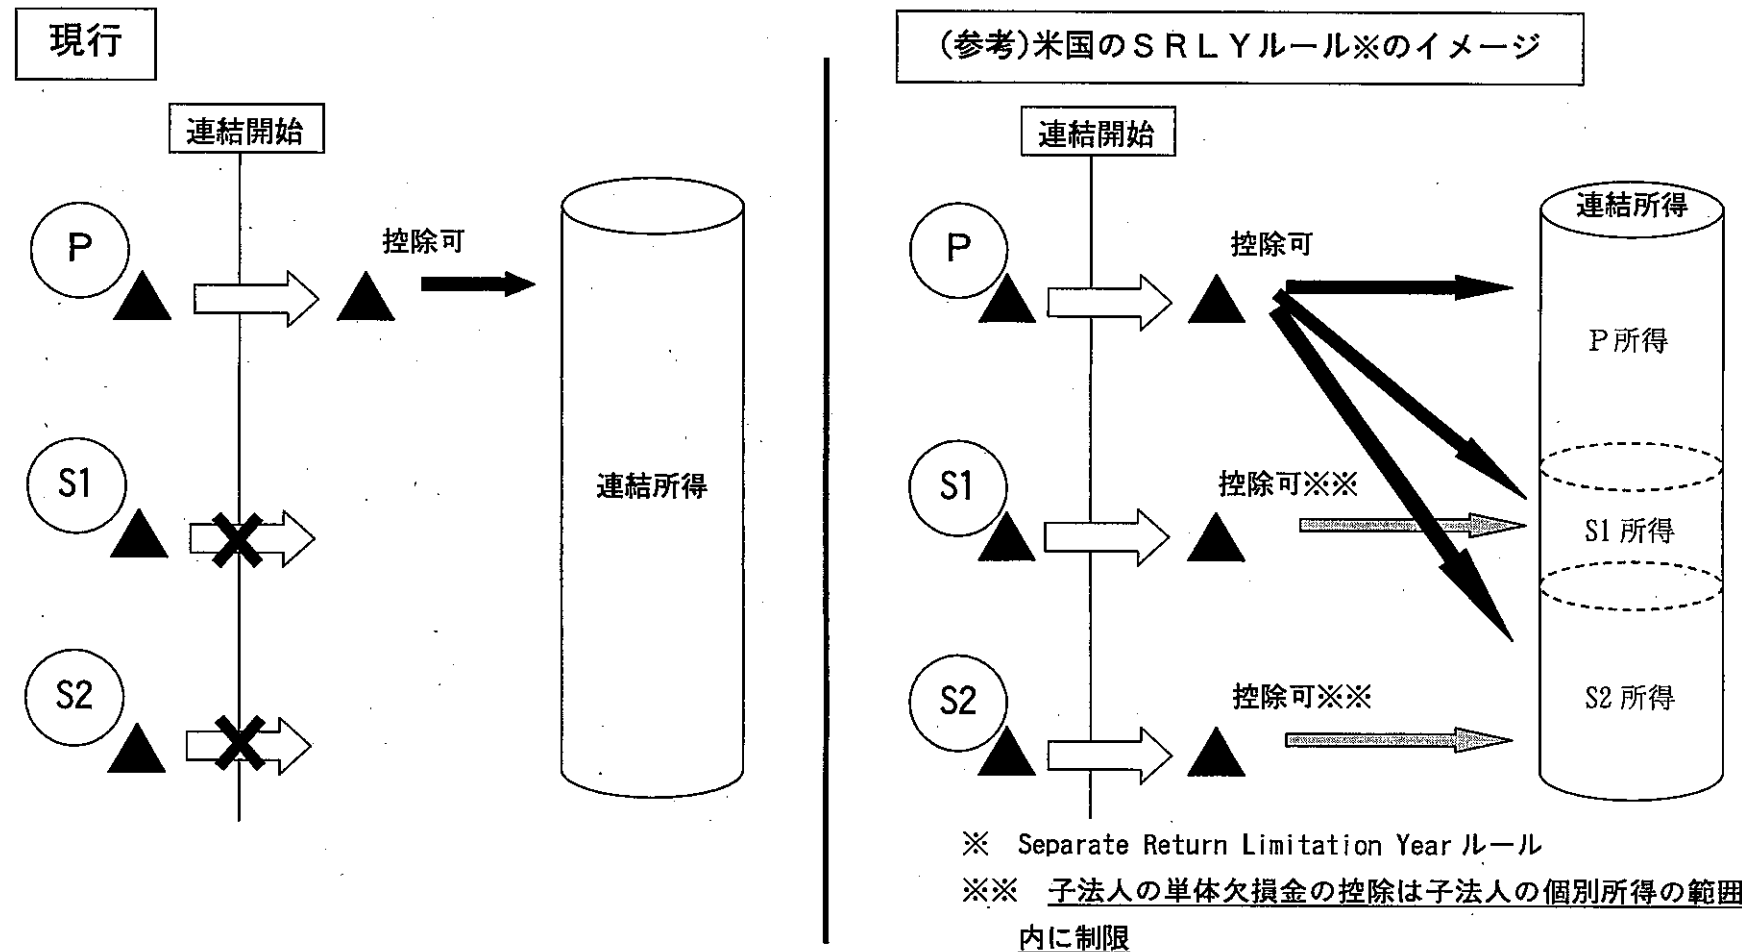 現行
連結開始
P
控除可
S1
連結所得
S2
(参考)米国のSRLYルール※のイメージ
連結開始
連結所得
P
控除可
P所得
S1
控除可※※
S1 所得
S2
控除可※※
S2 所得
※ Separate Return Limitation Year ルール
※※ 子法人の単体欠損金の控除は子法人の個別所得の範囲
内に制限